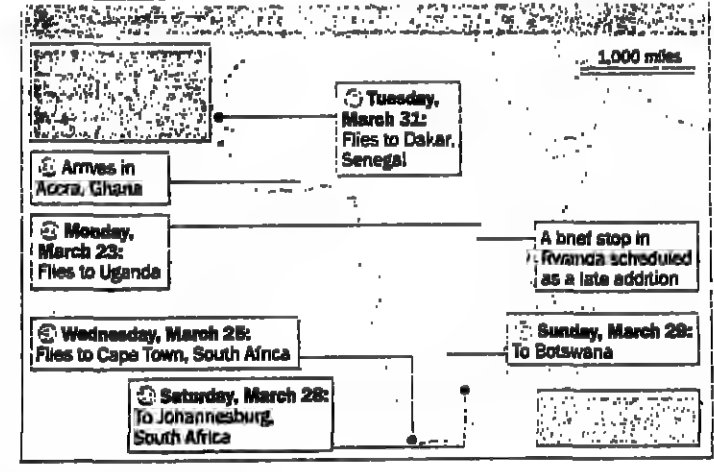 1,000 miles
Tuesday,
March 31:
Flies to Dakar,
Senegal
Arrives in
Accra, Ghana
Monday,
March 23:
Flies to Uganda
A brief stop in
Rwanda scheduled
as a late addition
Wednesday, March 25:
Flies to Cape Town, South Africa
Sunday, March 29:
To Botswana
Saturday, March 28:
To Johannesburg,
South Africa